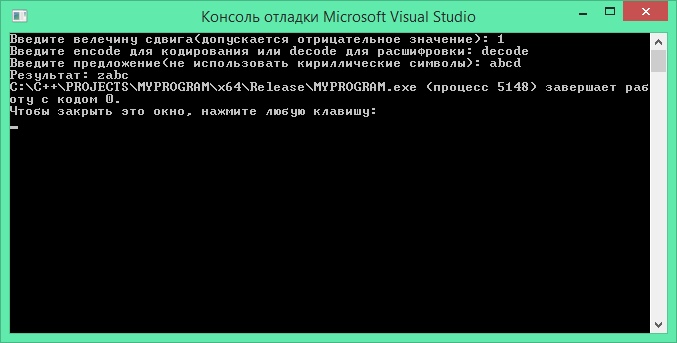 Консоль отладки Microsoft Visual Studio
Введите велечину сдвига(допускается отрицательное значение): 1
Введите encode для кодирования или decode для расшифровки: decode
Введите предложение(не использовать кириллические символы): abcd
Результат: zabc
C:\C++\PROJECTS\MYPROGRAM\x64\Release\MYPROGRAM.exe (процесс 5148) завершает раб
оту с кодом 0.
Чтобы закрыть это окно, нажмите любую клавишу: